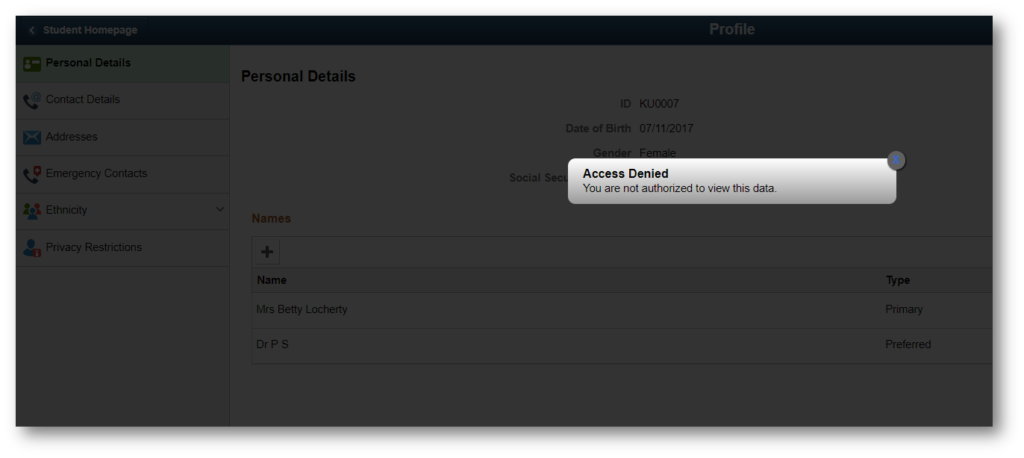 Student Homepage
Profile
Personal Details
Contact Details
Addresses
Emergency Contacts
Ethnicity
Privacy Restrictions
Personal Details
ID KU0007
Date of Birth 07/11/2017
Gender Female
Social
Access Denied
You are not authorized to view this data.
Names
Name Type
Mrs Betty Locherty Primary
Dr P S Preferred